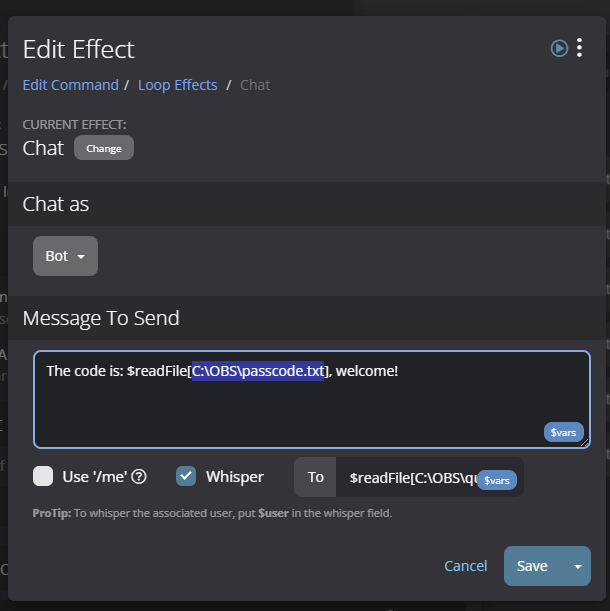 Edit Effect
Edit Command / Loop Effects / Chat
CURRENT EFFECT:
Chat Change
Chat as
Bot
Message To Send
The code is: $readFile[C:\OBS\passcode.txt], welcome!
$vars
Use '/me' Whisper To $readFile[C:\OBS\qu $vars
ProTip: To whisper the associated user, put $user in the whisper field.
Cancel Save